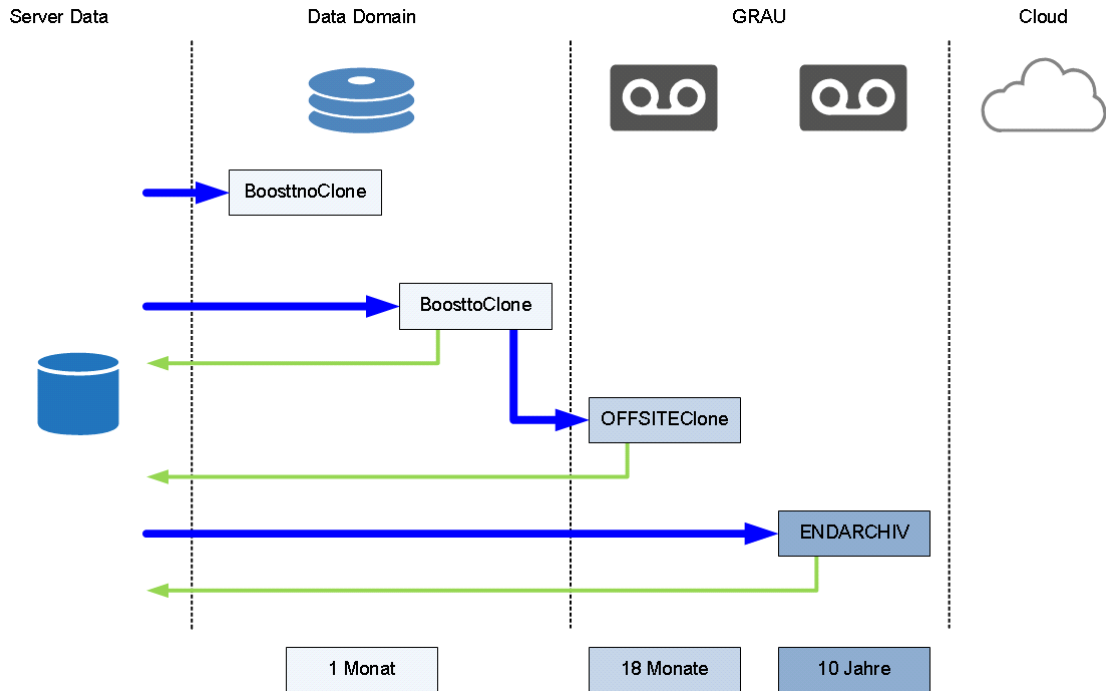 Server Data
Data Domain
GRAU
Cloud
BoosttnoClone
BoosttoClone
OFFSITEClone
ENDARCHIV
1 Monat
18 Monate
10 Jahre